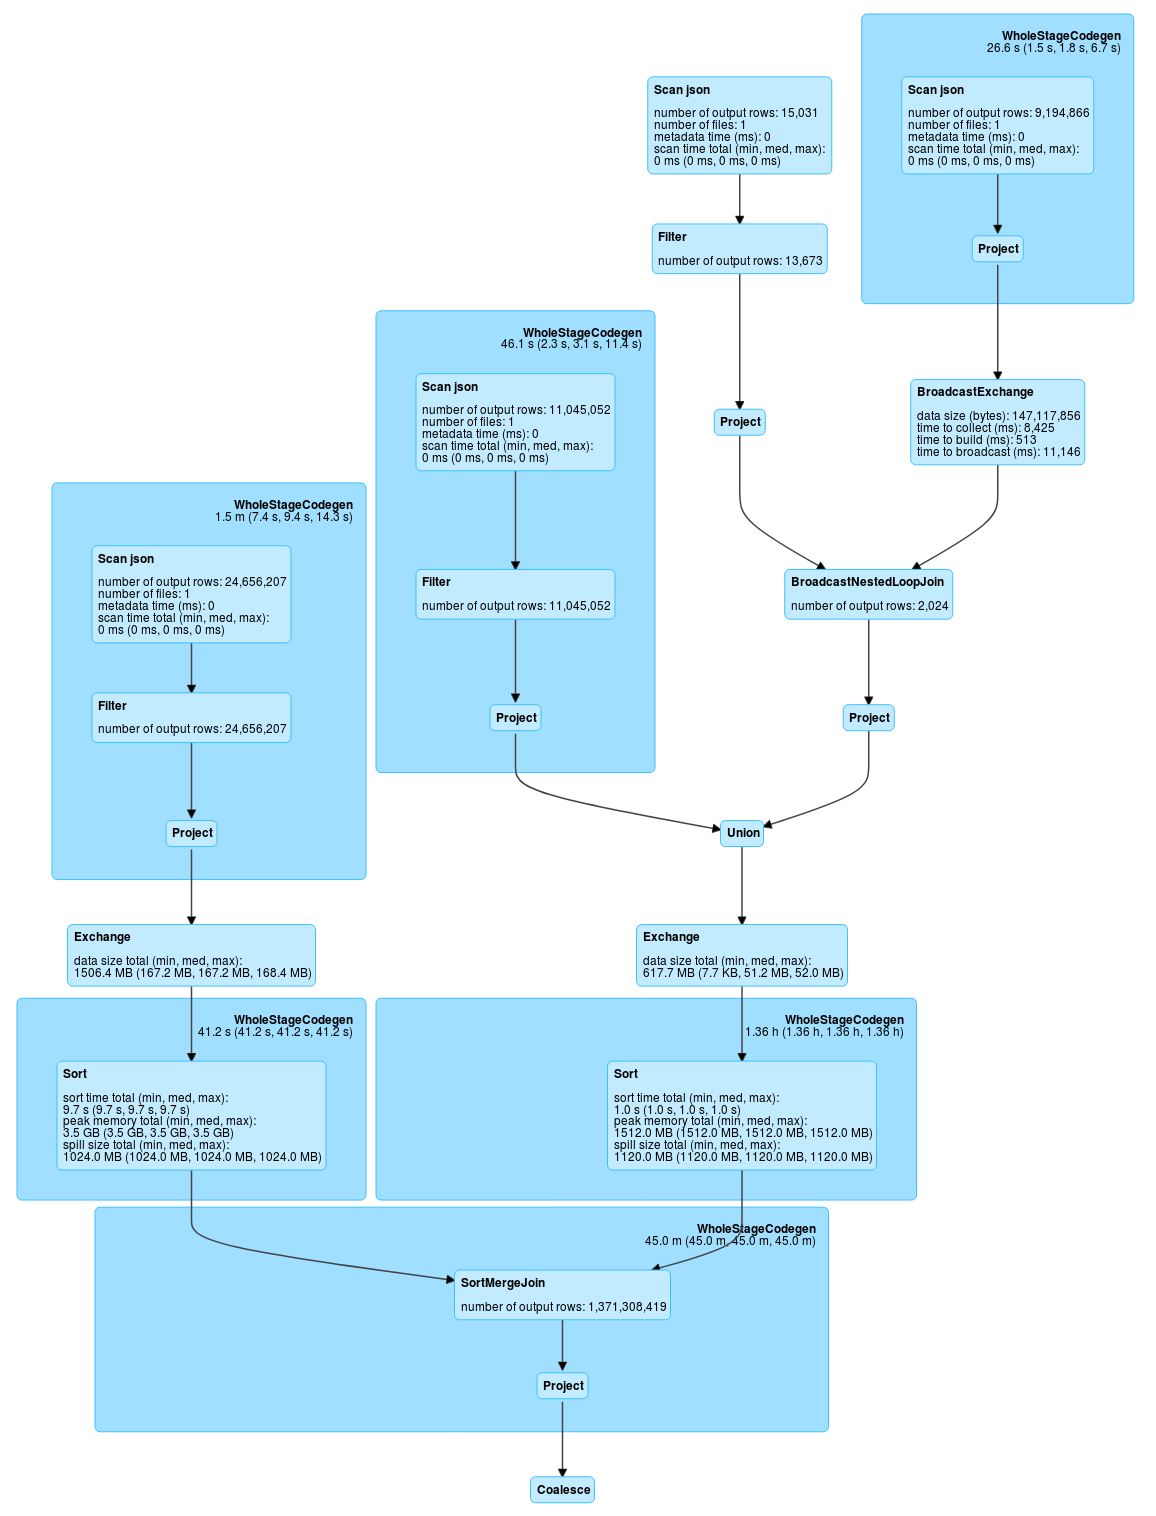 WholeStageCodegen
26.6 s (1.5 s, 1.8 s, 6.7 s)
Scan json
number of output rows: 15,031
number of files: 1
metadata time (ms): 0
scan time total (min, med, max):
0 ms (0 ms, 0 ms, 0 ms)
Scan json
number of output rows: 9,194,866
number of files: 1
metadata time (ms): 0
scan time total (min, med, max):
0 ms (0 ms, 0 ms, 0 ms)
Filter
number of output rows: 13,673
Project
WholeStageCodegen
46.1 s (2.3 s, 3.1 s, 11.4 s)
Scan json
number of output rows: 11,045,052
number of files: 1
metadata time (ms): 0
scan time total (min, med, max):
0 ms (0 ms, 0 ms, 0 ms)
Project
BroadcastExchange
data size (bytes): 147,117,856
time to collect (ms): 8,425
time to build (ms): 513
time to broadcast (ms): 11,146
WholeStageCodegen
1.5 m (7.4 s, 9.4 s, 14.3 s)
Scan json
number of output rows: 24,656,207
number of files: 1
metadata time (ms): 0
scan time total (min, med, max):
0 ms (0 ms, 0 ms, 0 ms)
Filter
number of output rows: 11,045,052
BroadcastNestedLoopJoin
number of output rows: 2,024
Filter
number of output rows: 24,656,207
Project
Project
Project
Union
Exchange
data size total (min, med, max):
1506.4 MB (167.2 MB, 167.2 MB, 168.4 MB)
Exchange
data size total (min, med, max):
617.7 MB (7.7 KB, 51.2 MB, 52.0 MB)
WholeStageCodegen
41.2 s (41.2 s, 41.2 s, 41.2 s)
Sort
sort time total (min, med, max):
9.7 s (9.7 s, 9.7 s, 9.7 s)
peak memory total (min, med, max):
3.5 GB (3.5 GB, 3.5 GB, 3.5 GB)
spill size total (min, med, max):
1024.0 MB (1024.0 MB, 1024.0 MB, 1024.0 MB)
WholeStageCodegen
1.36 h (1.36 h, 1.36 h, 1.36 h)
Sort
sort time total (min, med, max):
1.0 s (1.0 s, 1.0 s, 1.0 s)
peak memory total (min, med, max):
1512.0 MB (1512.0 MB, 1512.0 MB, 1512.0 MB)
spill size total (min, med, max):
1120.0 MB (1120.0 MB, 1120.0 MB, 1120.0 MB)
WholeStageCodegen
45.0 m (45.0 m, 45.0 m, 45.0 m)
SortMergeJoin
number of output rows: 1,371,308,419
Project
Coalesce